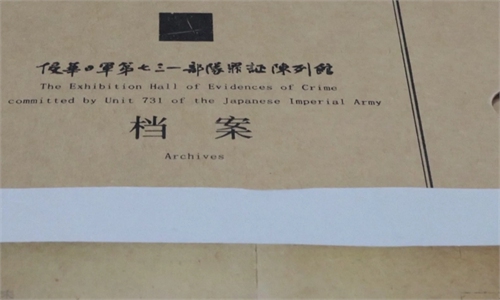 侵華日軍第七三一部隊罪証陳列館
The Exhibition Hall of Evidences of Crime
committed by Unit 731 of the Japanese Imperial Army
档案
Archives